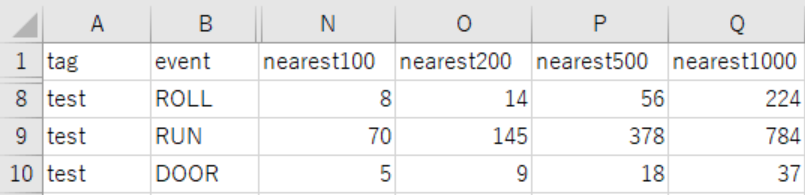 A B N O P Q
1 tag event nearest100 nearest200 nearest500 nearest1000
8 test ROLL 8 14 56 224
9 test RUN 70 145 378 784
10 test DOOR 5 9 18 37